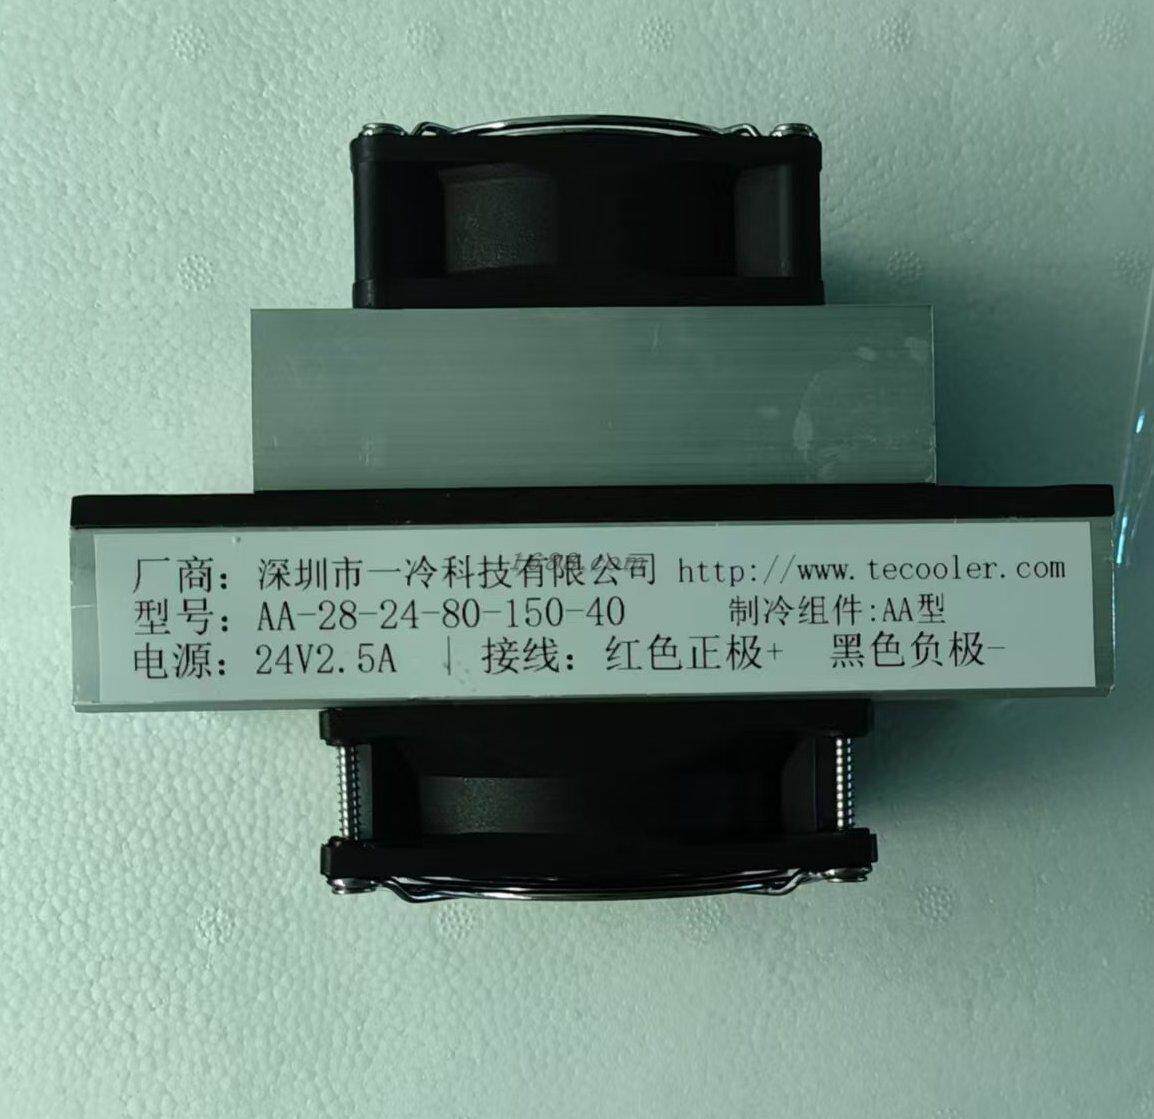 厂商：深圳市一冷科技有限公司 http://www.tecooler.com
型号：AA-28-24-80-150-40 制冷组件:AA型
电源：24V2.5A | 接线：红色正极+ 黑色负极-
1688.com